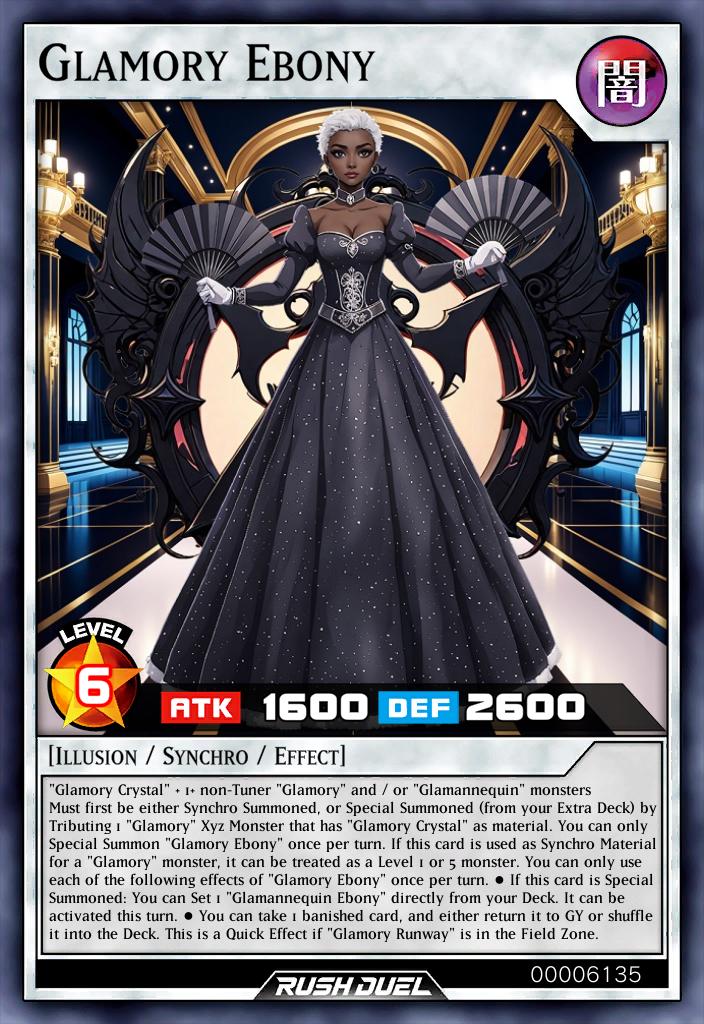 Glamory Ebony
闇
LEVEL
6
ATK 1600 DEF 2600
[Illusion / Synchro / Effect]
"Glamory Crystal" + 1+ non-Tuner "Glamory" and / or "Glamannequin" monsters
Must first be either Synchro Summoned, or Special Summoned (from your Extra Deck) by
Tributing 1 "Glamory" Xyz Monster that has "Glamory Crystal" as material. You can only
Special Summon "Glamory Ebony" once per turn. If this card is used as Synchro Material
for a "Glamory" monster, it can be treated as a Level 1 or 5 monster. You can only use
each of the following effects of "Glamory Ebony" once per turn. ● If this card is Special
Summoned: You can Set 1 "Glamannequin Ebony" directly from your Deck. It can be
activated this turn. ● You can take 1 banished card, and either return it to GY or shuffle
it into the Deck. This is a Quick Effect if "Glamory Runway" is in the Field Zone.
00006135
RUSH DUEL